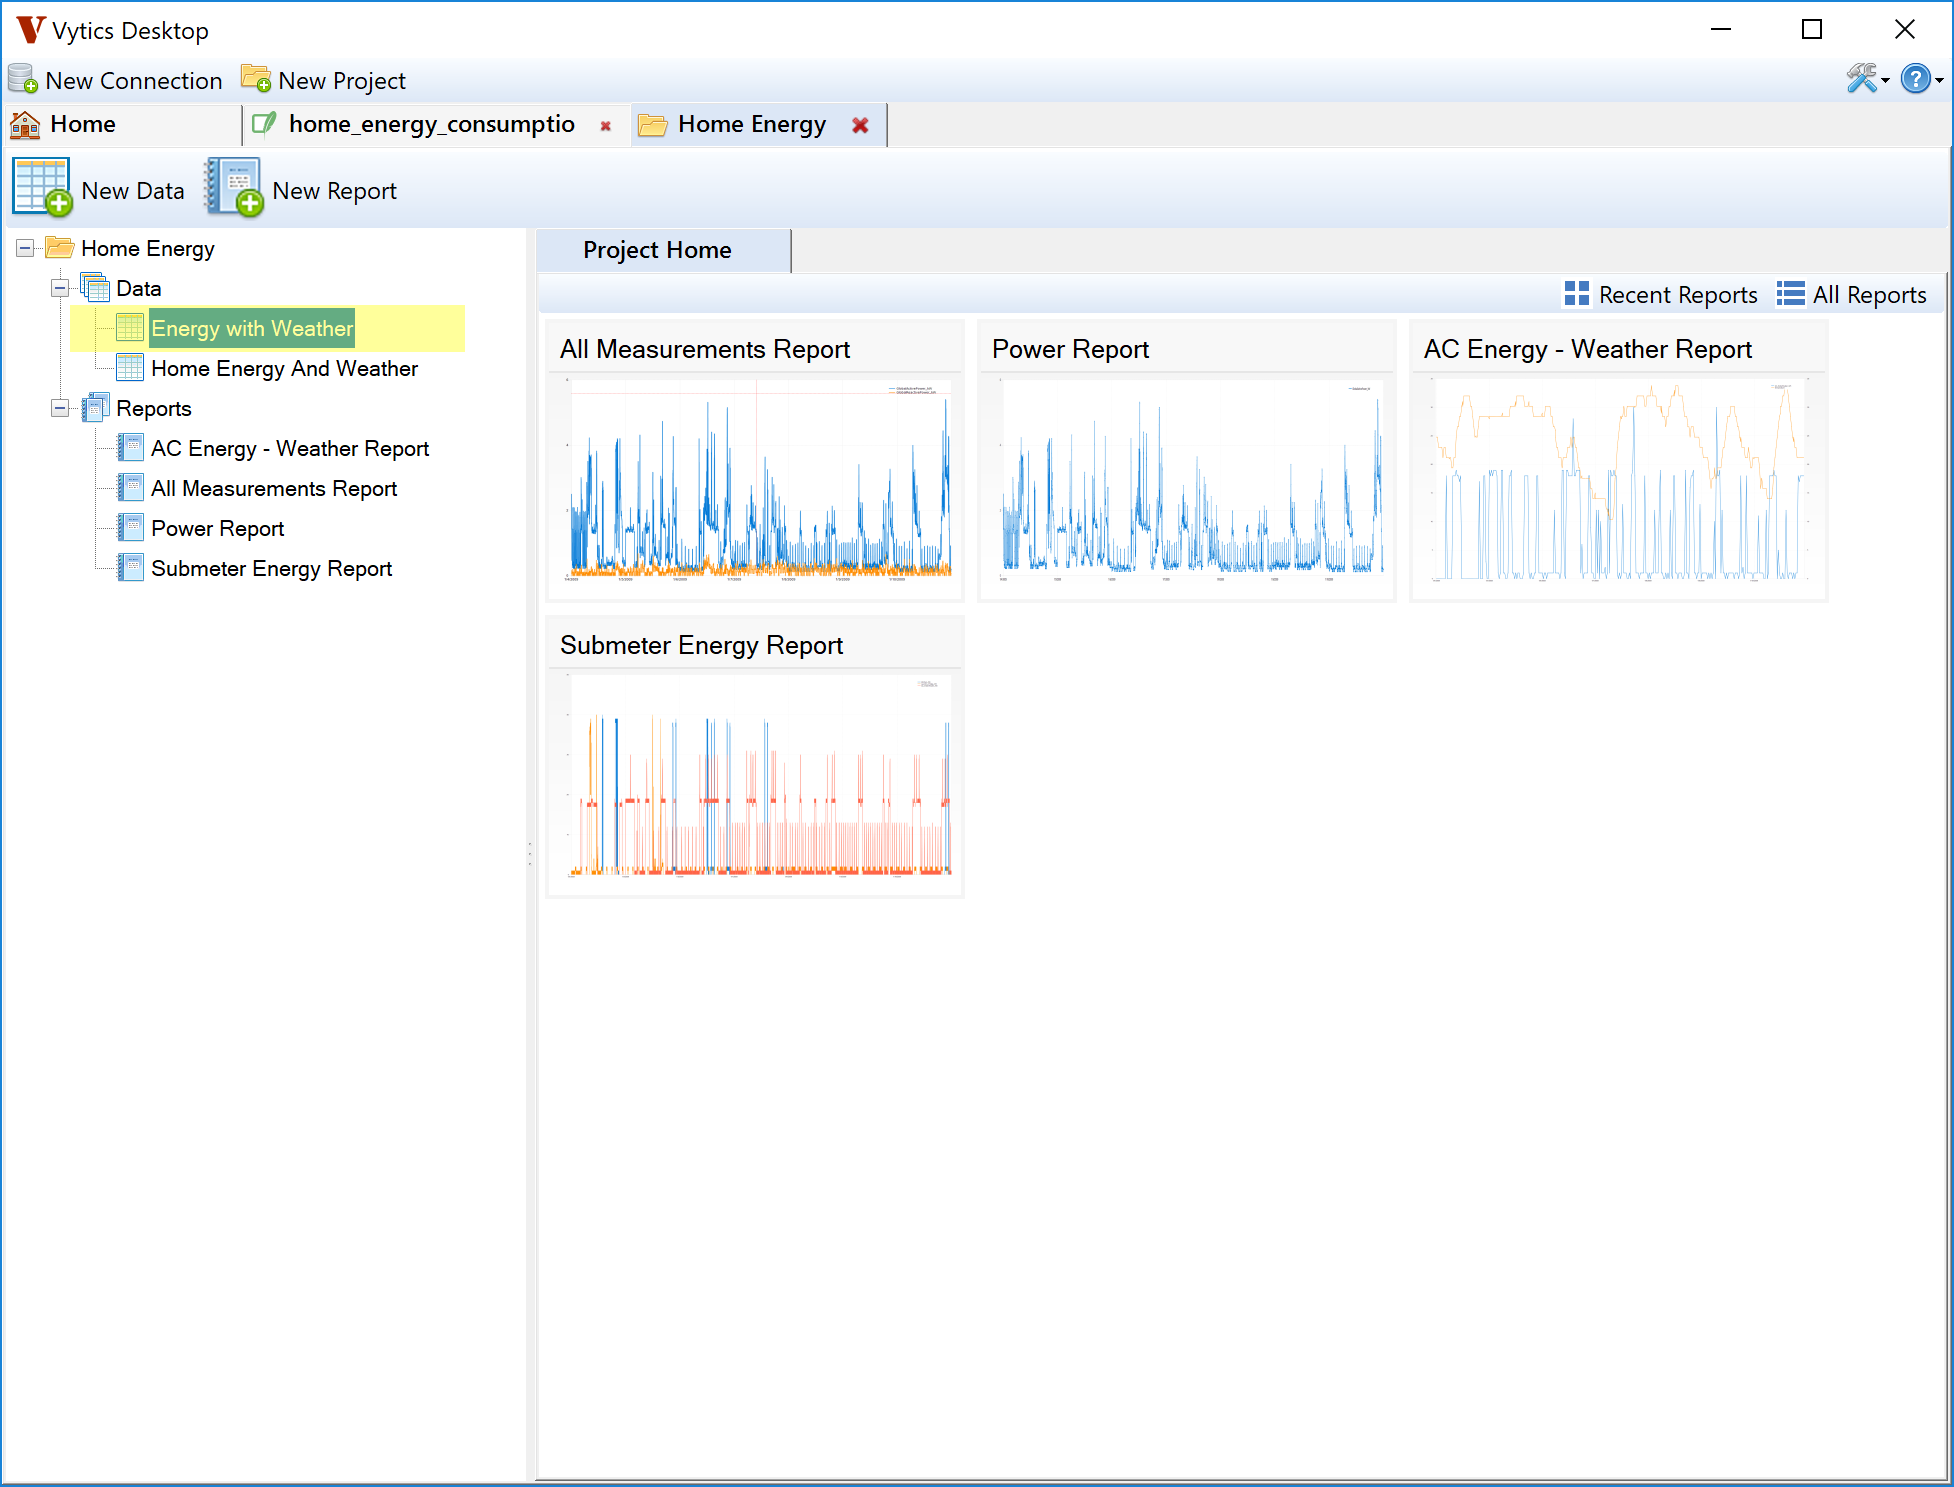 Vytics Desktop
New Connection New Project
Home home_energy_consumptio Home Energy
New Data New Report
Home Energy
Data
Energy with Weather
Home Energy And Weather
Reports
AC Energy - Weather Report
All Measurements Report
Power Report
Submeter Energy Report
Project Home
Recent Reports All Reports
All Measurements Report
Power Report
AC Energy - Weather Report
Submeter Energy Report